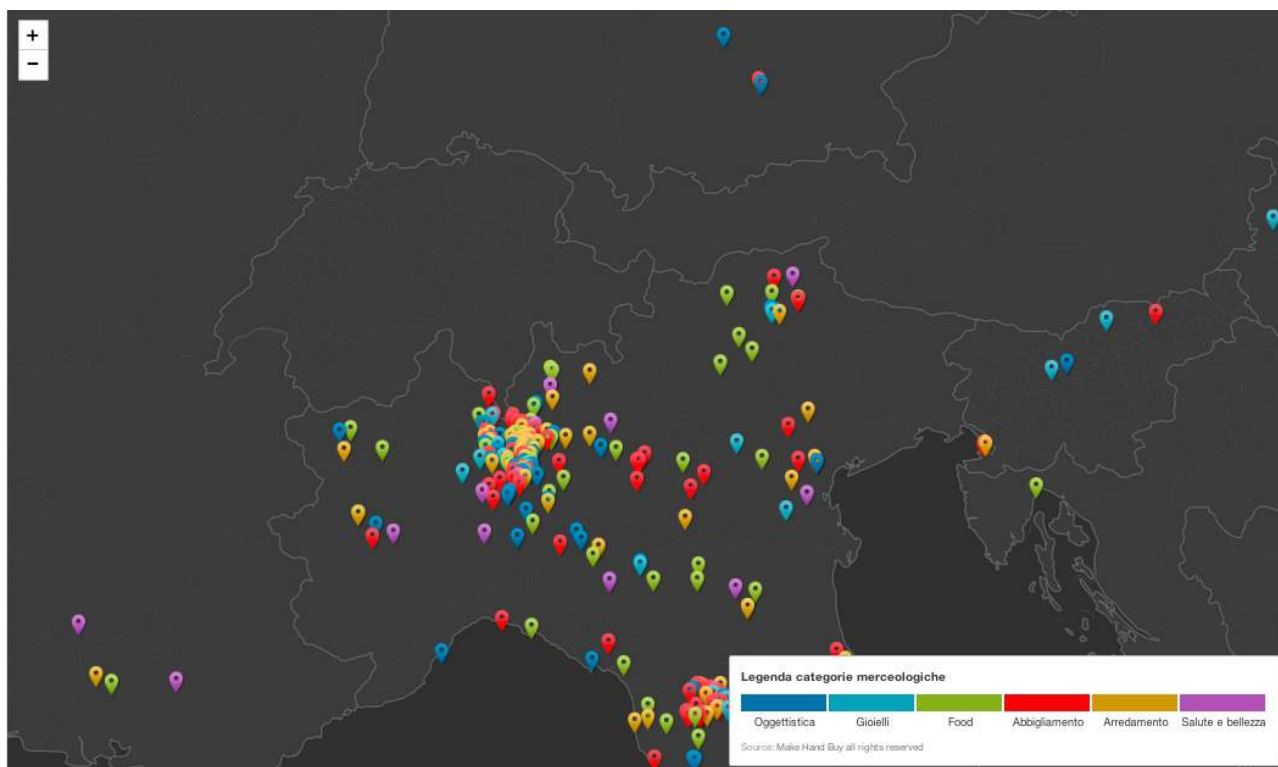 +
−
Legenda categorie merceologiche
Oggettistica Gioielli Food Abbigliamento Arredamento Salute e bellezza
Source: Make Hand Buy all rights reserved